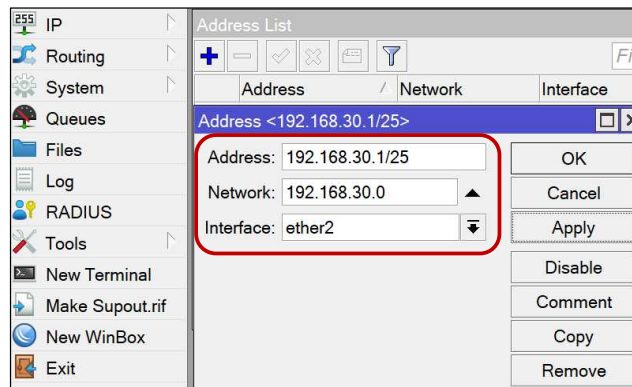 255
IP
Routing
System
Queues
Files
Log
RADIUS
Tools
New Terminal
Make Supout.rif
New WinBox
Exit
Address List
Fi
Address / Network Interface
Address <192.168.30.1/25>
Address: 192.168.30.1/25
Network: 192.168.30.0
Interface: ether2
OK
Cancel
Apply
Disable
Comment
Copy
Remove